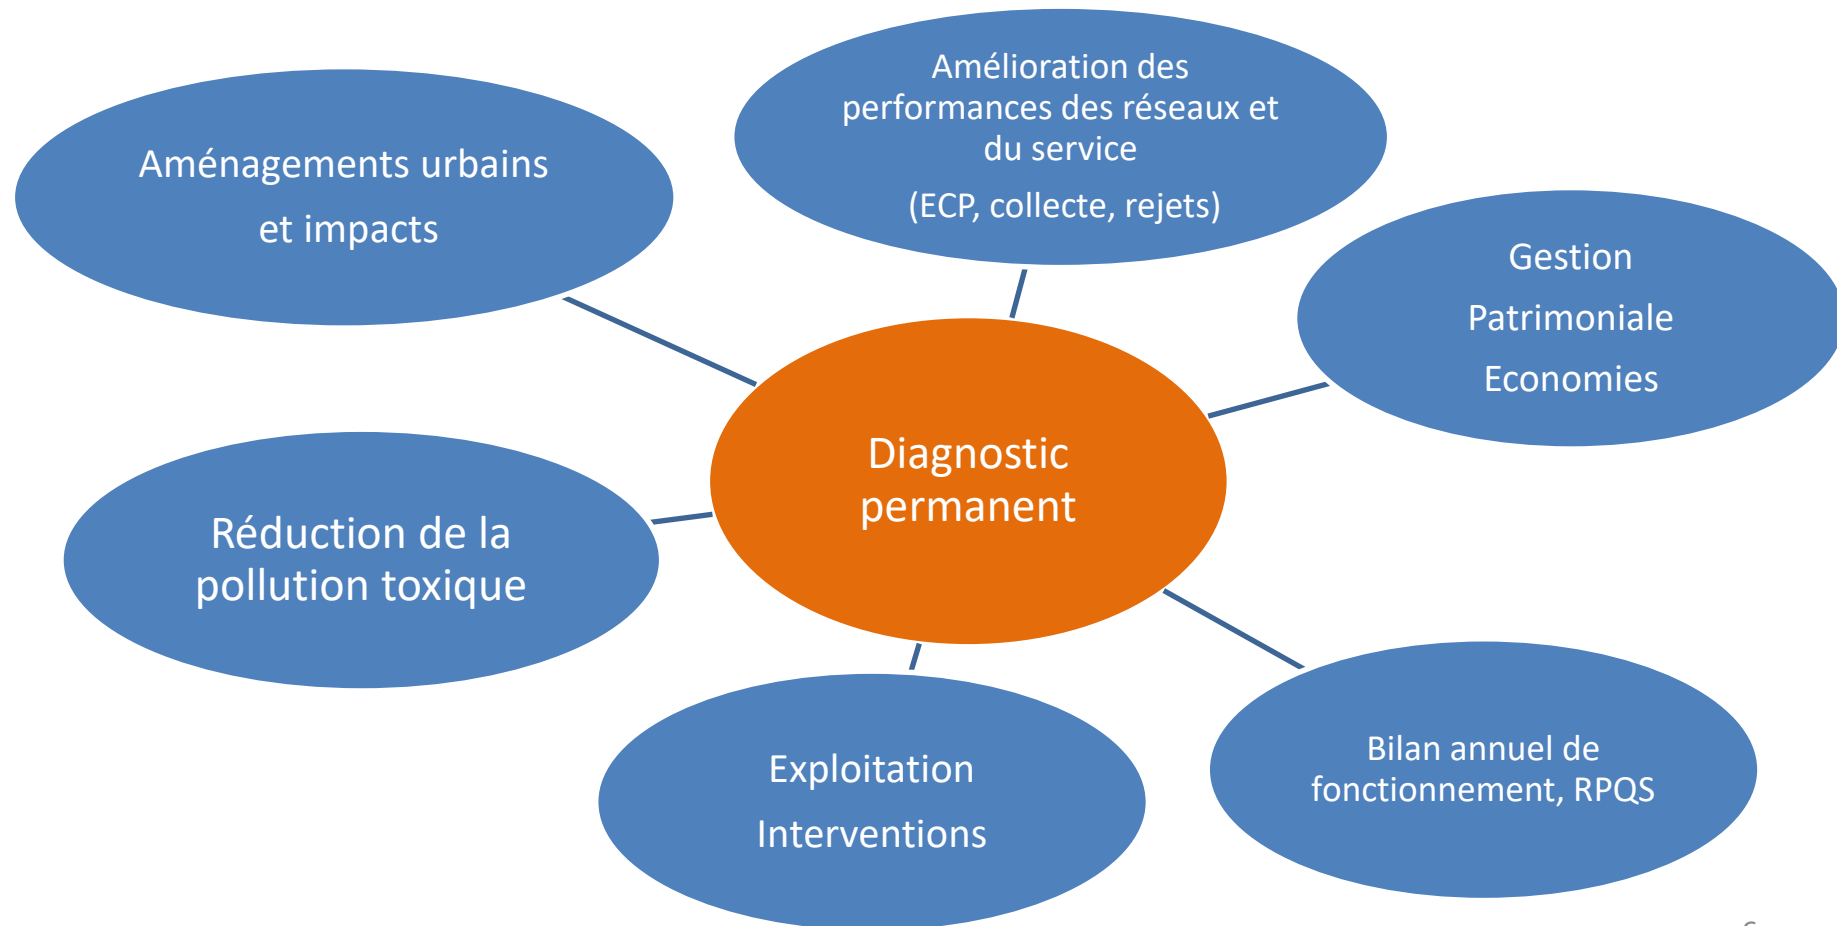 Amélioration des
performances des réseaux et
du service
(ECP, collecte, rejets)
Aménagements urbains
et impacts
Gestion
Patrimoniale
Economies
Diagnostic
permanent
Réduction de la
pollution toxique
Exploitation
Interventions
Bilan annuel de
fonctionnement, RPQS